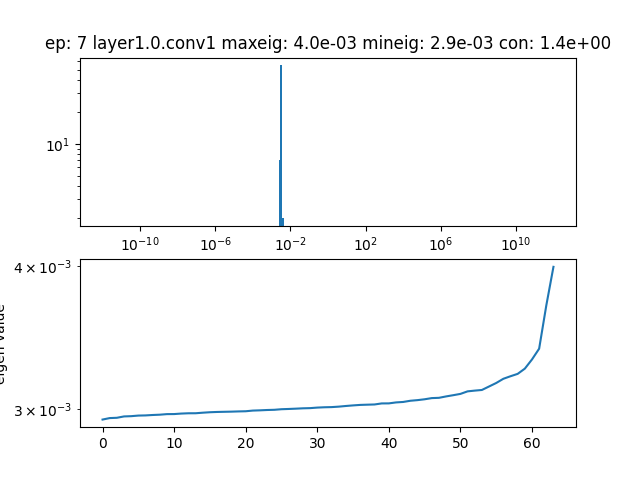 ep: 7 layer1.0.conv1 maxeig: 4.0e-03 mineig: 2.9e-03 con: 1.4e+00
10¹
10⁻¹⁰ 10⁻⁶ 10⁻² 10² 10⁶ 10¹⁰
4 × 10⁻³
3 × 10⁻³
eigen value
0 10 20 30 40 50 60